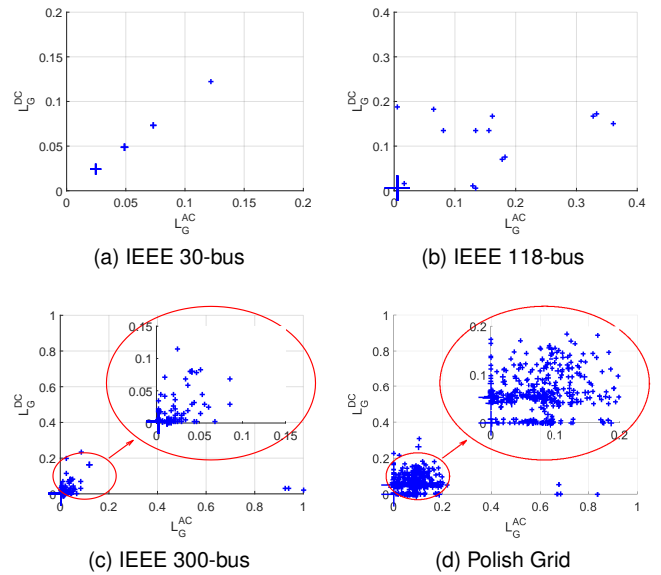 0.2
0.15
0.1
0.05
0
0 0.05 0.1 0.15 0.2
L_G^DC
L_G^AC
(a) IEEE 30-bus
0.4
0.3
0.2
0.1
0
0 0.1 0.2 0.3 0.4
L_G^DC
L_G^AC
(b) IEEE 118-bus
1
0.8
0.6
0.4
0.2
0
0 0.2 0.4 0.6 0.8 1
L_G^DC
L_G^AC
0.15
0.1
0.05
0
0 0.05 0.1 0.15
(c) IEEE 300-bus
1
0.8
0.6
0.4
0.2
0
0 0.2 0.4 0.6 0.8 1
L_G^DC
L_G^AC
0.2
0.1
0
0 0.1 0.2
(d) Polish Grid